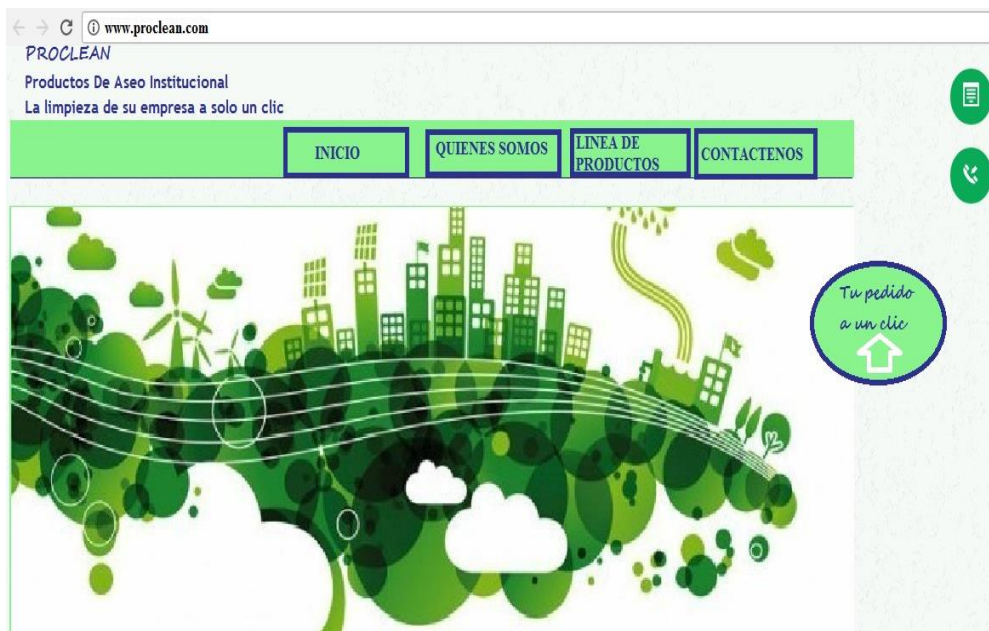 www.proclean.com
PROCLEAN
Productos De Aseo Institucional
La limpieza de su empresa a solo un clic
INICIO
QUIENES SOMOS
LINEA DE
PRODUCTOS
CONTACTENOS
Tu pedido
a un clic